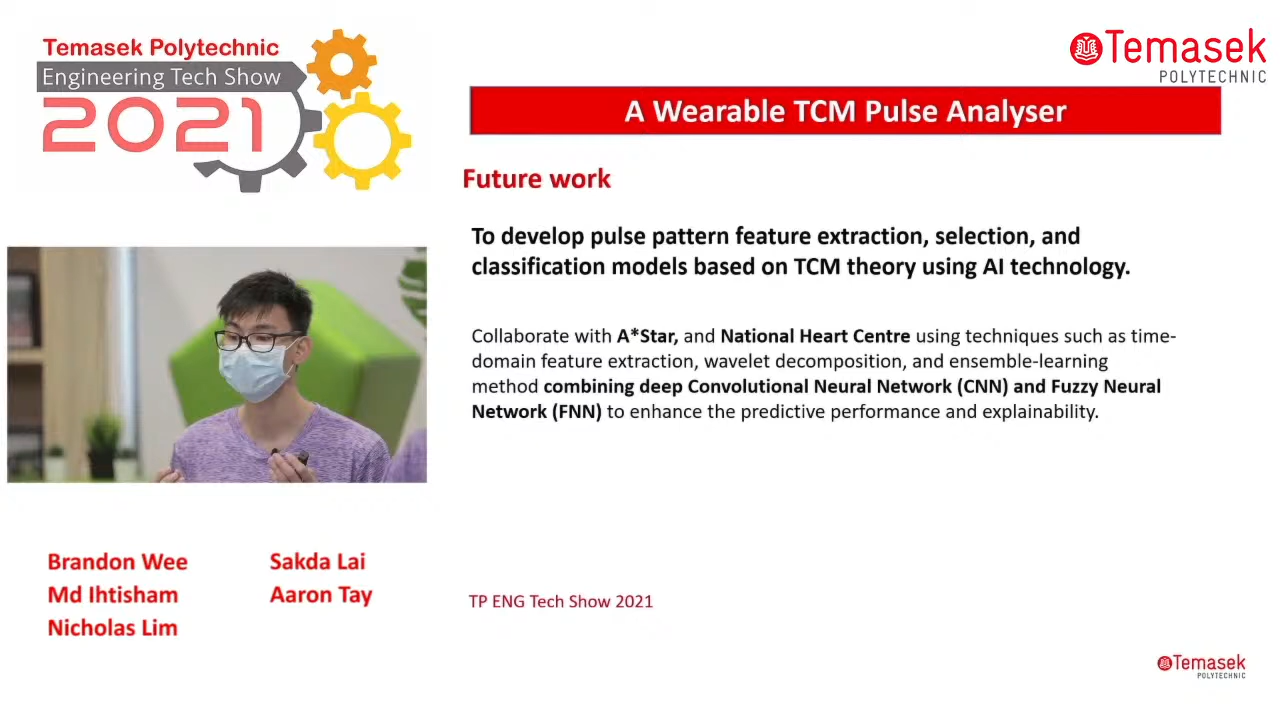 Temasek Polytechnic
Engineering Tech Show
2021
Temasek
POLYTECHNIC
A Wearable TCM Pulse Analyser
Future work
To develop pulse pattern feature extraction, selection, and
classification models based on TCM theory using AI technology.
Collaborate with A*Star, and National Heart Centre using techniques such as time-
domain feature extraction, wavelet decomposition, and ensemble-learning
method combining deep Convolutional Neural Network (CNN) and Fuzzy Neural
Network (FNN) to enhance the predictive performance and explainability.
Brandon Wee
Sakda Lai
Md Ihtisham
Aaron Tay
Nicholas Lim
TP ENG Tech Show 2021
Temasek
POLYTECHNIC